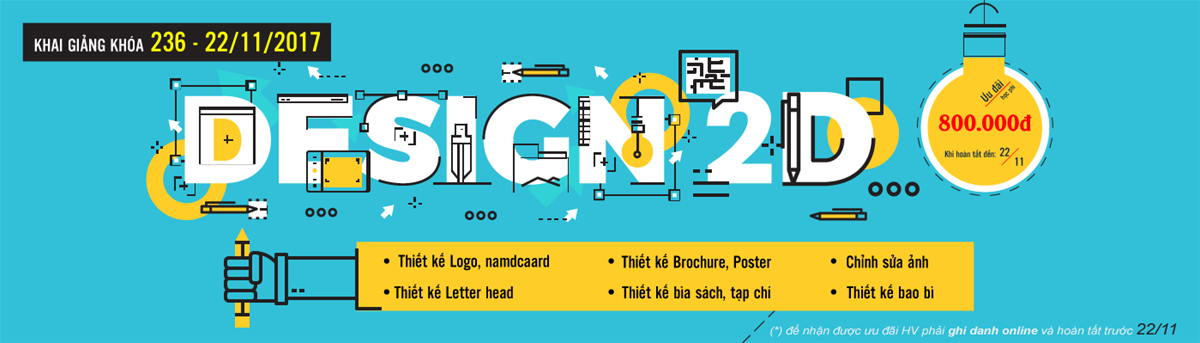 KHAI GIẢNG KHÓA 236 - 22/11/2017
DESIGN 2D
Ưu đãi
học phí
800.000đ
Khi hoàn tất đến: 22/11
• Thiết kế Logo, namdcaard
• Thiết kế Brochure, Poster
• Chỉnh sửa ảnh
• Thiết kế Letter head
• Thiết kế bìa sách, tạp chí
• Thiết kế bao bì
(*) để nhận được ưu đãi HV phải ghi danh online và hoàn tất trước 22/11